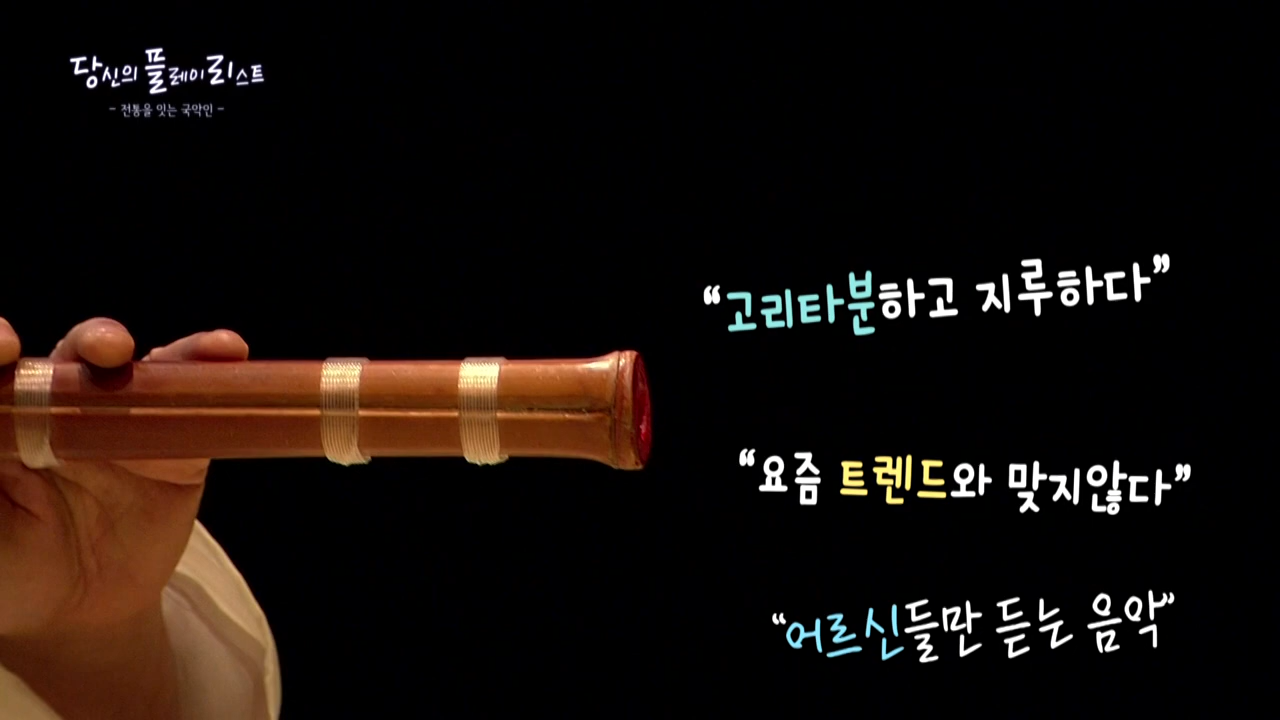 당신의 플레이리스트
- 전통을 잇는 국악인 -
“고리타분하고 지루하다”
“요즘 트렌드와 맞지않다”
“어르신들만 듣는 음악”